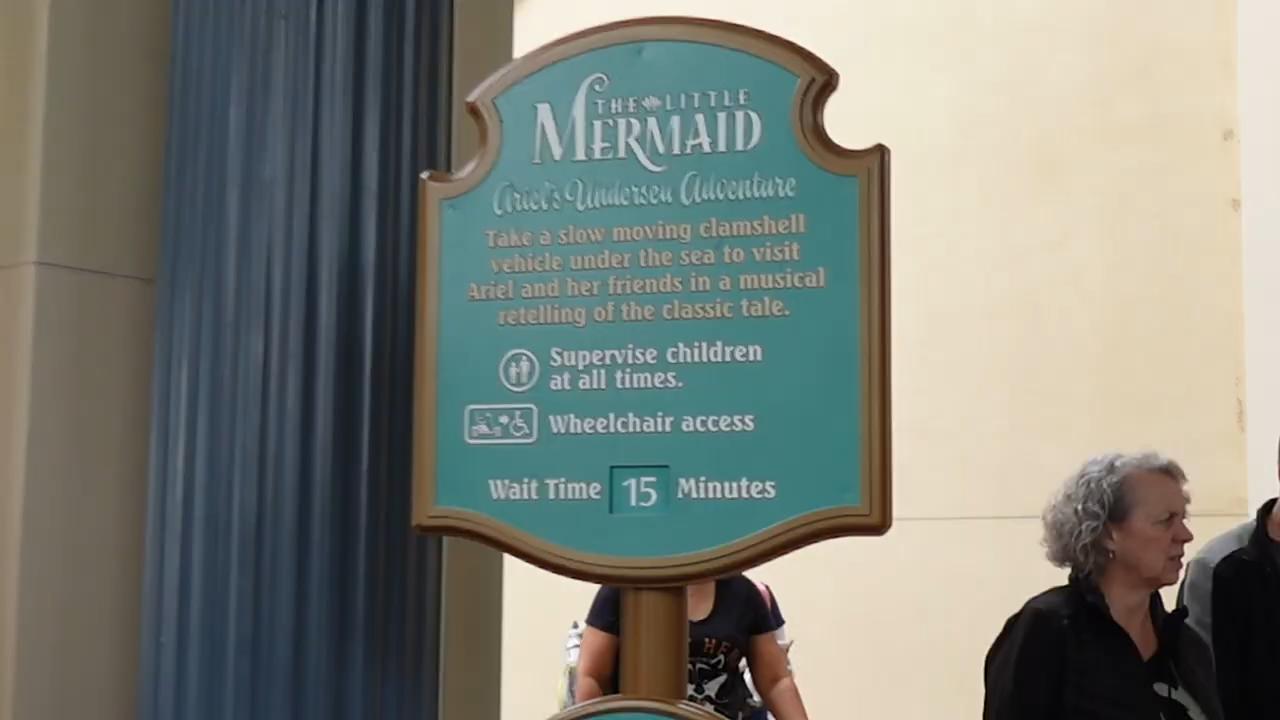 THE LITTLE
MERMAID
Ariel's Undersea Adventure
Take a slow moving clamshell
vehicle under the sea to visit
Ariel and her friends in a musical
retelling of the classic tale.
Supervise children
at all times.
Wheelchair access
Wait Time 15 Minutes